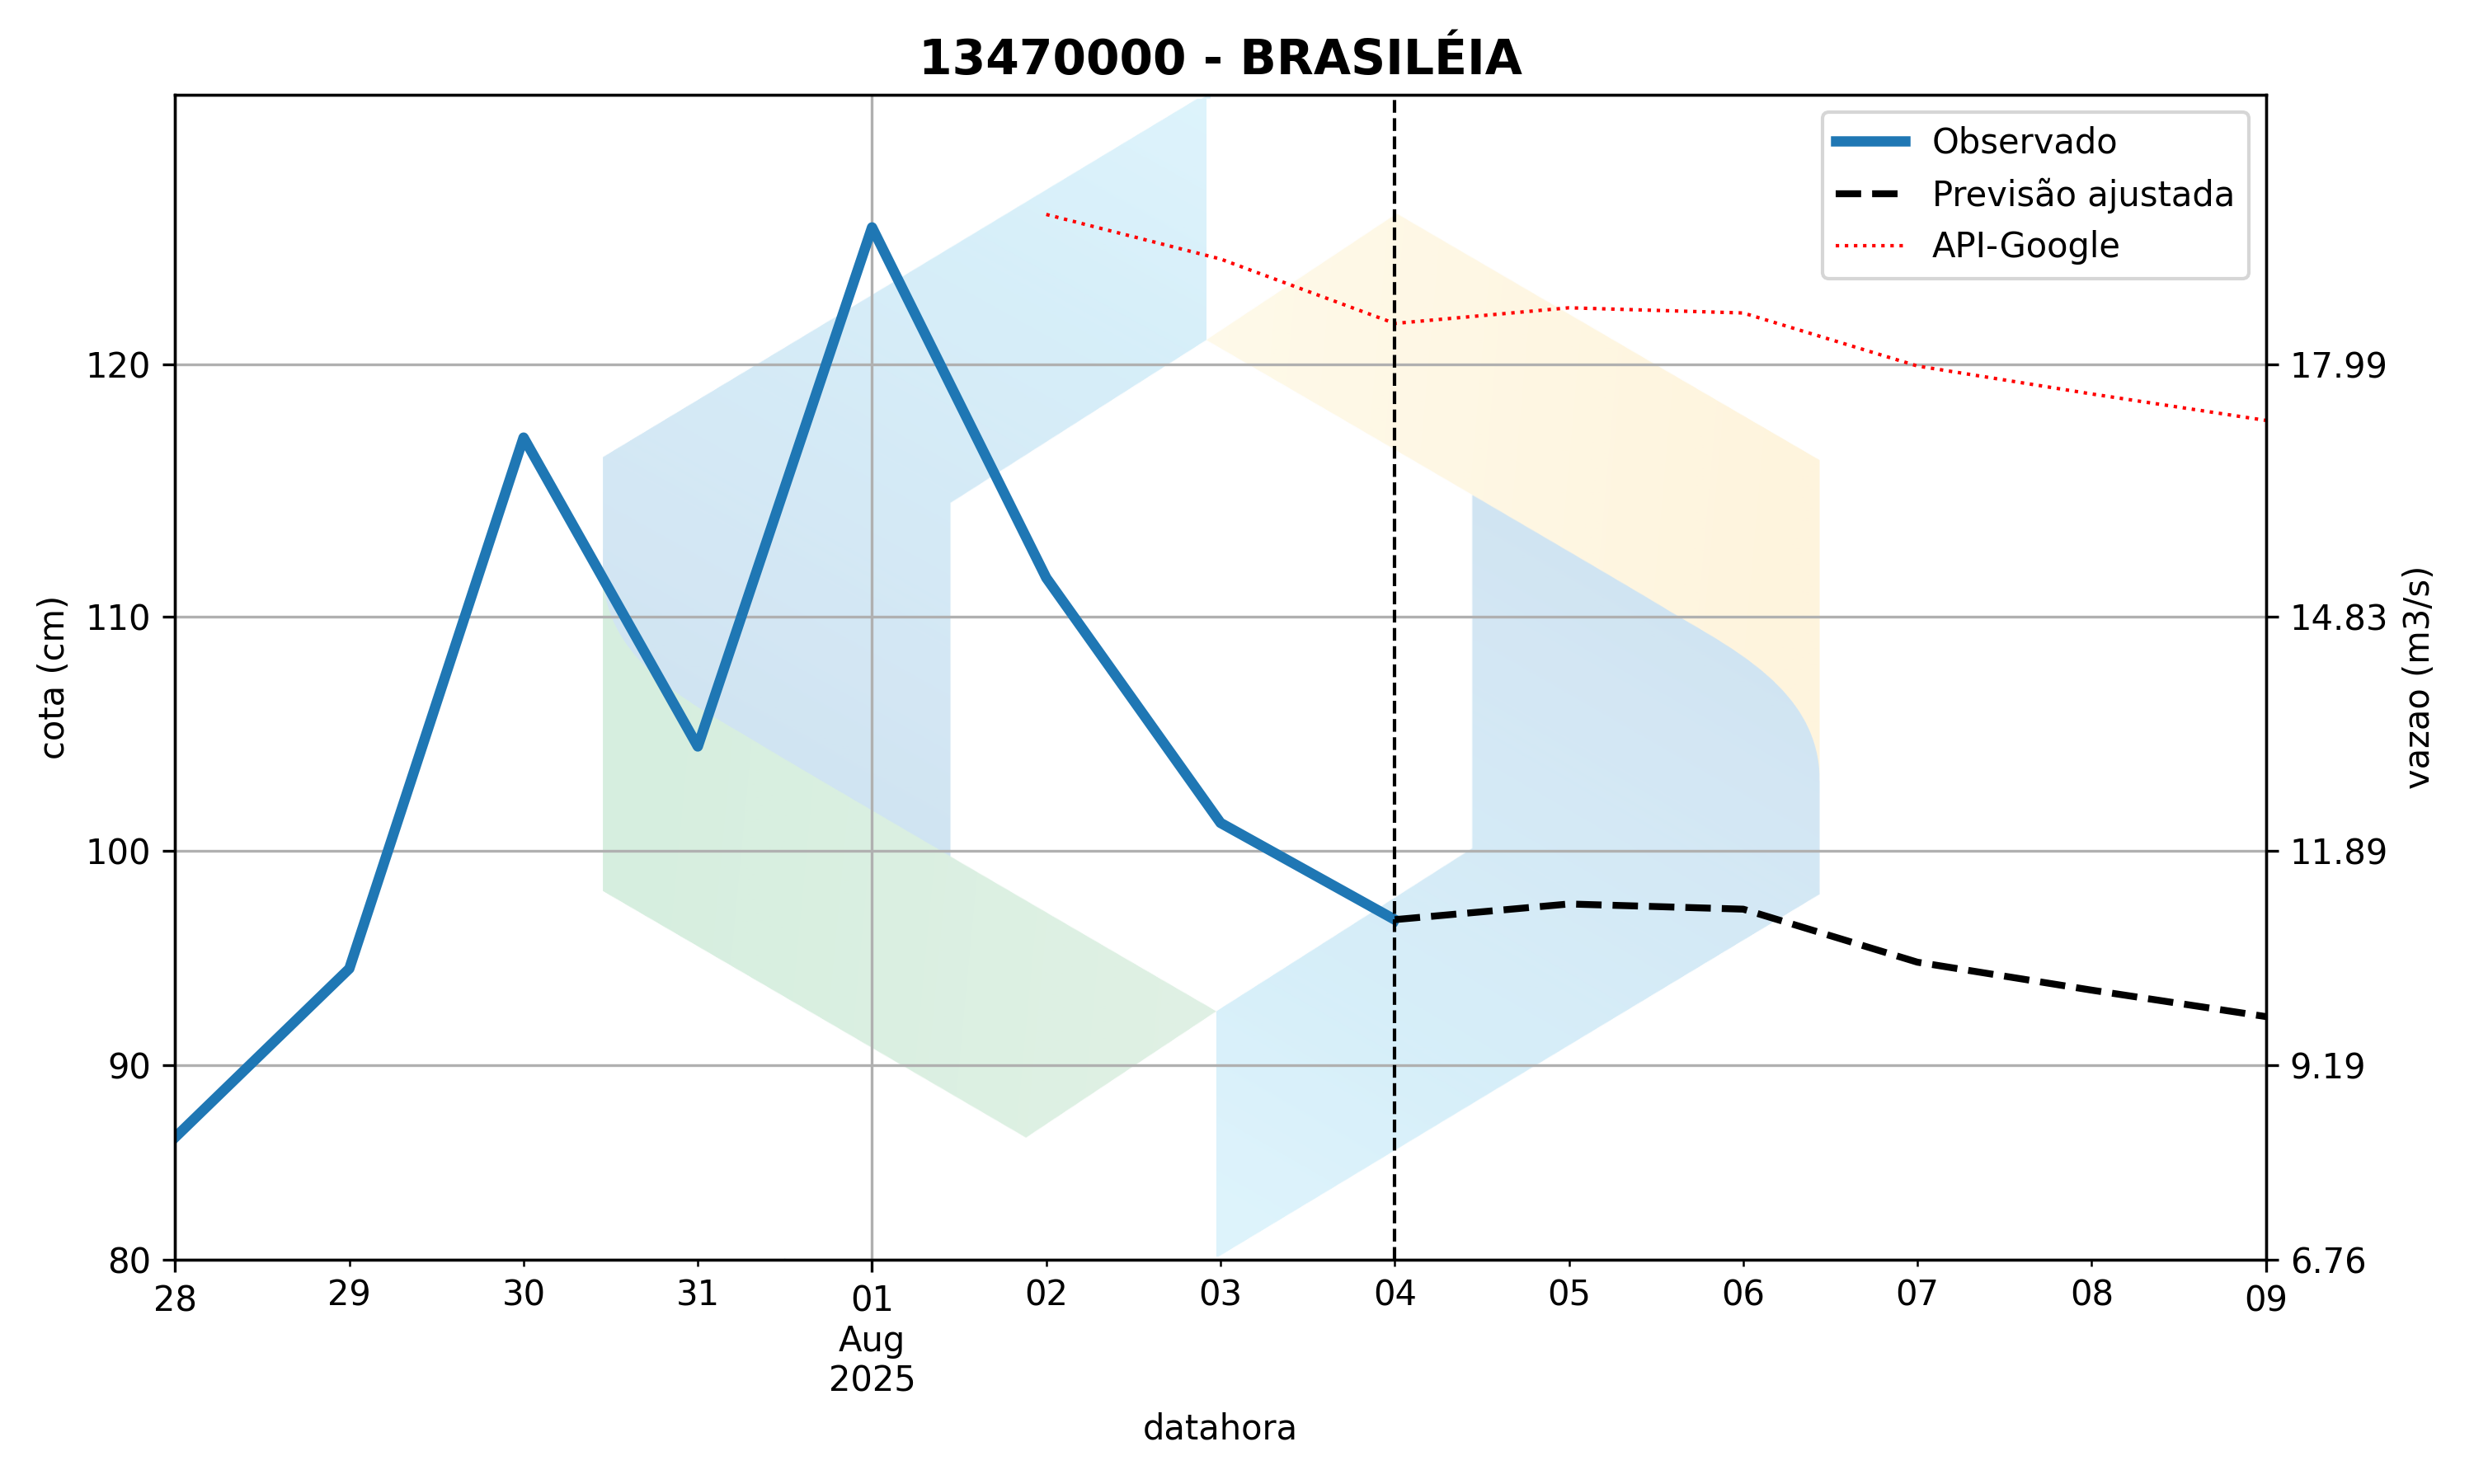 13470000 - BRASILÉIA
Observado
Previsão ajustada
API-Google
cota (cm)
120
110
100
90
80
17.99
14.83
11.89
9.19
6.76
vazao (m3/s)
28 29 30 31 01 02 03 04 05 06 07 08 09
Aug
2025
datahora